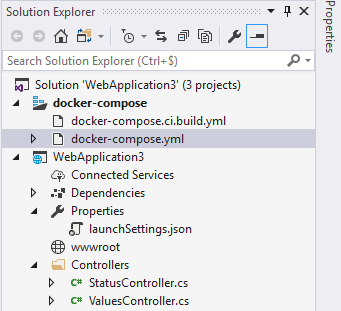 Solution Explorer
Search Solution Explorer (Ctrl+$)
Solution 'WebApplication3' (3 projects)
docker-compose
docker-compose.ci.build.yml
docker-compose.yml
WebApplication3
Connected Services
Dependencies
Properties
launchSettings.json
wwwroot
Controllers
StatusController.cs
ValuesController.cs
Properties